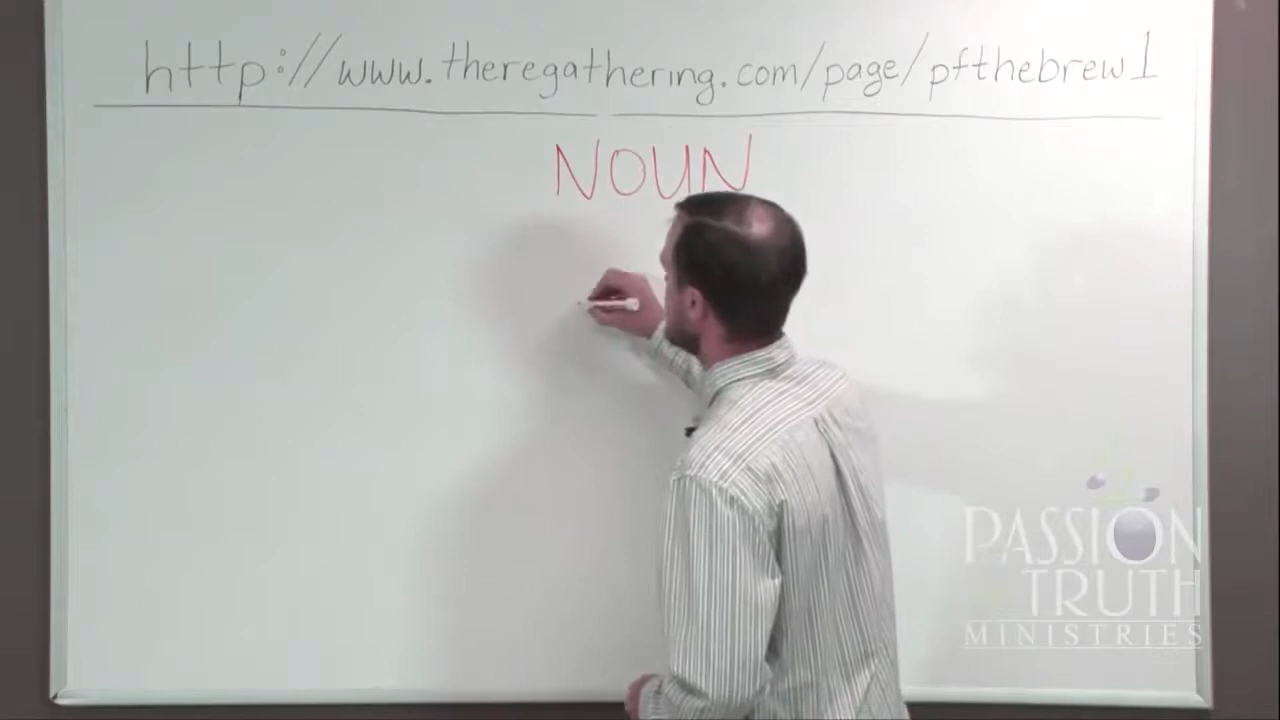 http://www.theregathering.com/page/pfthebrew1
NOUN
PASSION
TRUTH
MINISTRIES